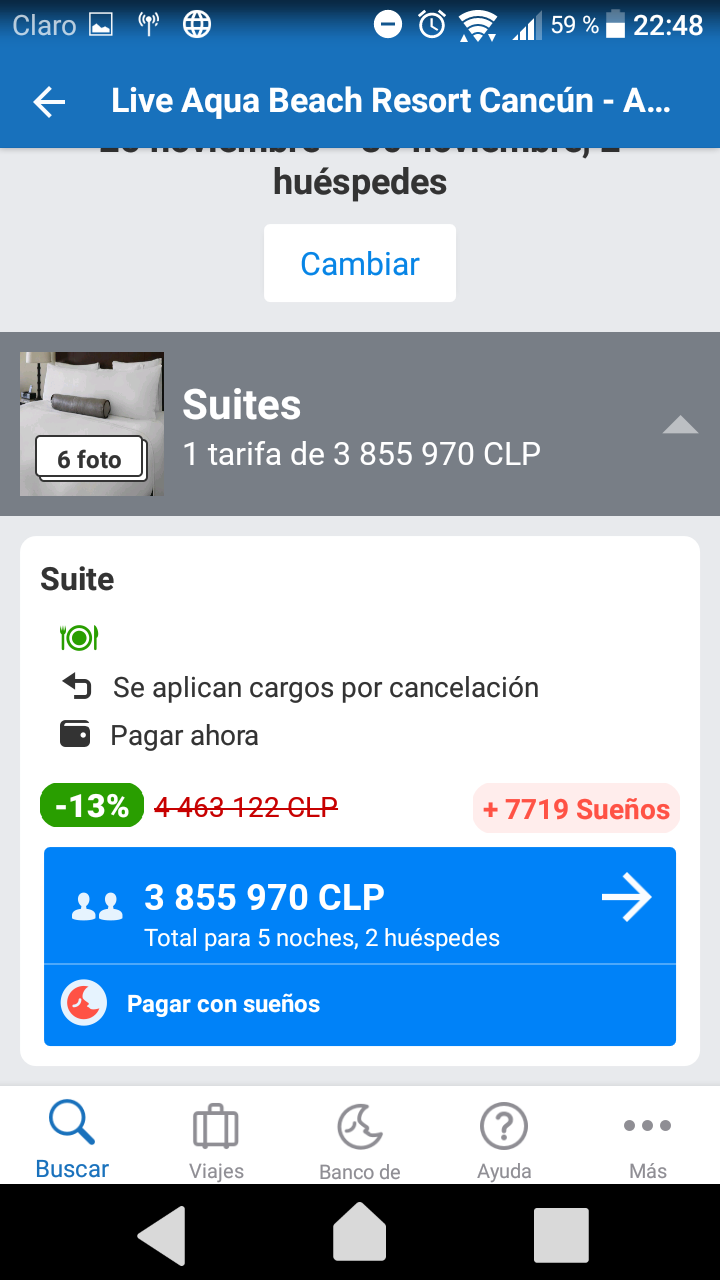 Claro
59 %
22:48
Live Aqua Beach Resort Cancún - A...
huéspedes
Cambiar
Suites
1 tarifa de 3 855 970 CLP
6 foto
Suite
Se aplican cargos por cancelación
Pagar ahora
-13%
4 463 122 CLP
+ 7719 Sueños
3 855 970 CLP
Total para 5 noches, 2 huéspedes
Pagar con sueños
Buscar
Viajes
Banco de
Ayuda
Más